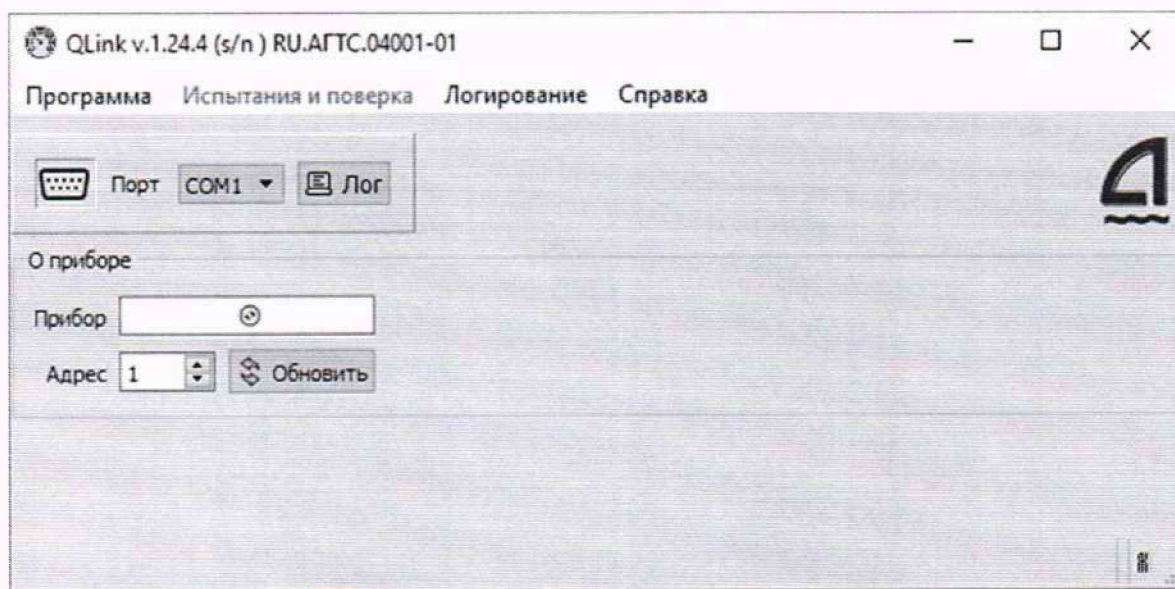 QLink v.1.24.4 (s/n ) RU.АГТС.04001-01
Программа Испытания и поверка Логирование Справка
Порт COM1 Лог
О приборе
Прибор
Адрес 1 Обновить